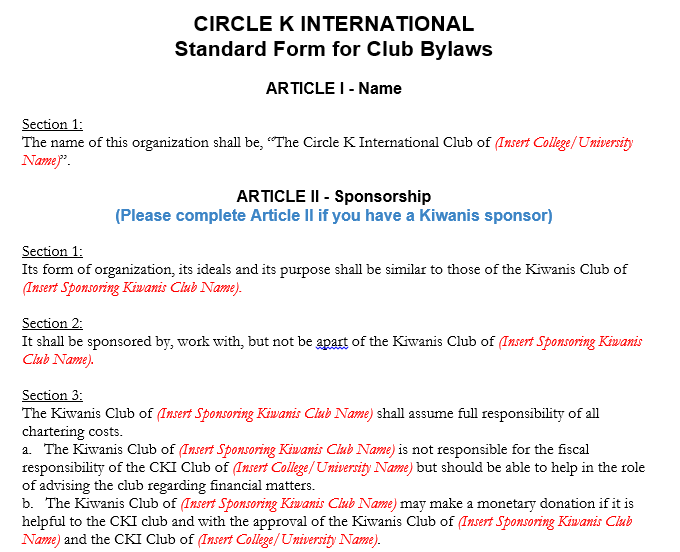 CIRCLE K INTERNATIONAL
Standard Form for Club Bylaws
ARTICLE I - Name
Section 1:
The name of this organization shall be, “The Circle K International Club of (Insert College/University
Name)”.
ARTICLE II - Sponsorship
(Please complete Article II if you have a Kiwanis sponsor)
Section 1:
Its form of organization, its ideals and its purpose shall be similar to those of the Kiwanis Club of
(Insert Sponsoring Kiwanis Club Name).
Section 2:
It shall be sponsored by, work with, but not be apart of the Kiwanis Club of (Insert Sponsoring Kiwanis
Club Name).
Section 3:
The Kiwanis Club of (Insert Sponsoring Kiwanis Club Name) shall assume full responsibility of all
chartering costs.
a. The Kiwanis Club of (Insert Sponsoring Kiwanis Club Name) is not responsible for the fiscal
responsibility of the CKI Club of (Insert College/University Name) but should be able to help in the role
of advising the club regarding financial matters.
b. The Kiwanis Club of (Insert Sponsoring Kiwanis Club Name) may make a monetary donation if it is
helpful to the CKI club and with the approval of the Kiwanis Club of (Insert Sponsoring Kiwanis Club
Name) and the CKI Club of (Insert College/University Name).